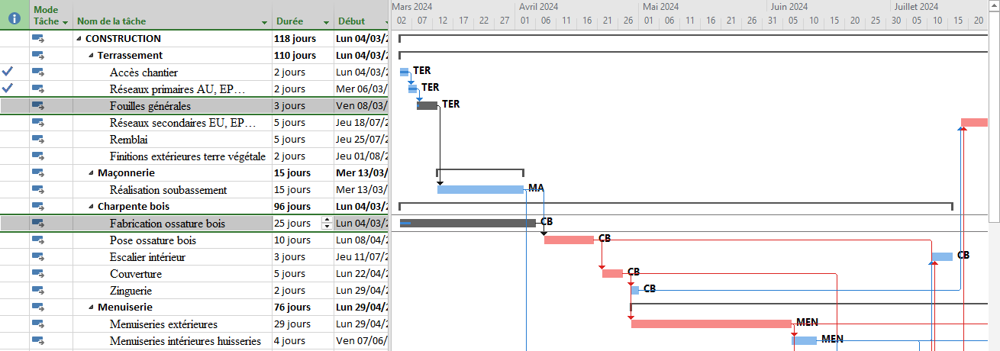 Mode Tâche Nom de la tâche Durée Début
Mars 2024 Avril 2024 Mai 2024 Juin 2024 Juillet 2024
02 07 12 17 22 27 01 06 11 16 21 26 01 06 11 16 21 26 31 05 10 15 20 25 30 05 10 15 20
CONSTRUCTION 118 jours Lun 04/03/
Terrassement 110 jours Lun 04/03/
Accès chantier 2 jours Lun 04/03/ TER
Réseaux primaires AU, EP… 2 jours Mer 06/03/ TER
Fouilles générales 3 jours Ven 08/03/ TER
Réseaux secondaires EU, EP… 5 jours Jeu 18/07/2
Remblai 5 jours Jeu 25/07/2
Finitions extérieures terre végétale 2 jours Jeu 01/08/2
Maçonnerie 15 jours Mer 13/03/
Réalisation soubassement 15 jours Mer 13/03/ MA
Charpente bois 96 jours Lun 04/03/
Fabrication ossature bois 25 jours Lun 04/03/2 CB
Pose ossature bois 10 jours Lun 08/04/2 CB
Escalier intérieur 3 jours Jeu 11/07/2 CB
Couverture 5 jours Lun 22/04/2 CB
Zinguerie 2 jours Lun 29/04/2 CB
Menuiserie 76 jours Lun 29/04/
Menuiseries extérieures 29 jours Lun 29/04/2 MEN
Menuiseries intérieures huisseries 4 jours Ven 07/06/ MEN